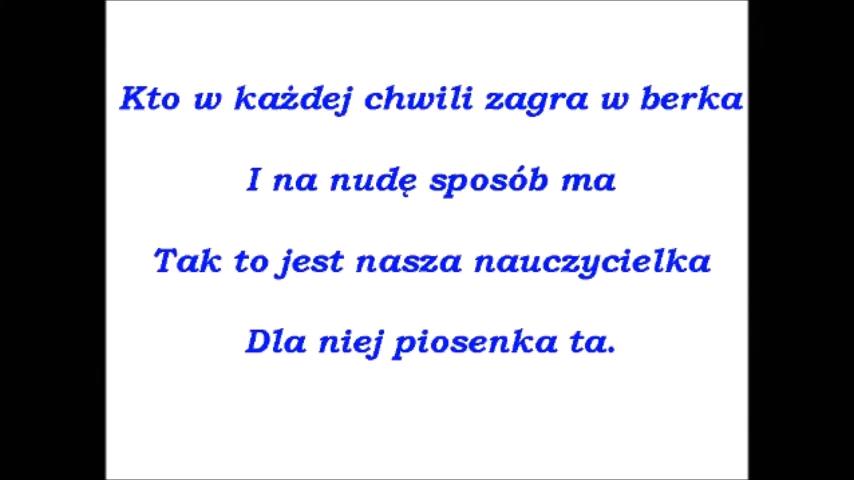 Kto w każdej chwili zagra w berka
I na nudę sposób ma
Tak to jest nasza nauczycielka
Dla niej piosenka ta.